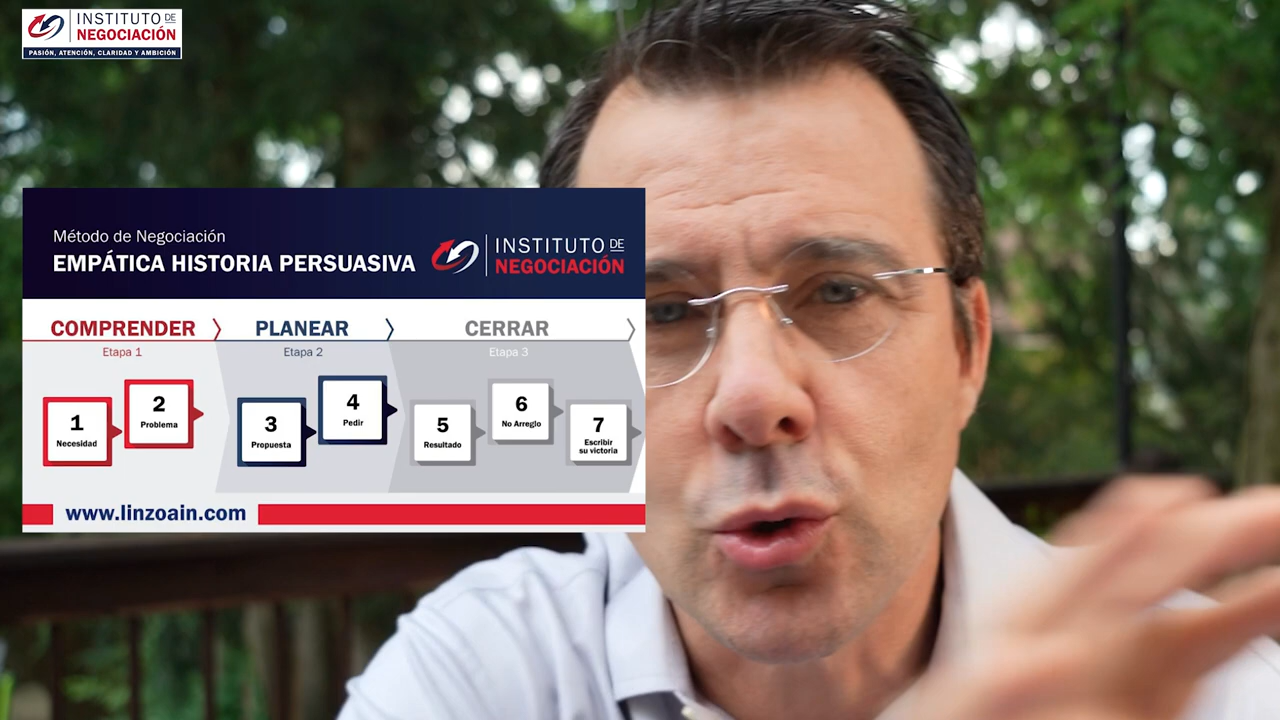 INSTITUTO DE
NEGOCIACIÓN
PASIÓN, ATENCIÓN, CLARIDAD Y AMBICIÓN
Método de Negociación
EMPÁTICA HISTORIA PERSUASIVA
INSTITUTO DE
NEGOCIACIÓN
COMPRENDER
PLANEAR
CERRAR
Etapa 1
Etapa 2
Etapa 3
1
Necesidad
2
Problema
3
Propuesta
4
Pedir
5
Resultado
6
No Arreglo
7
Escribir
su victoria
www.linzoain.com